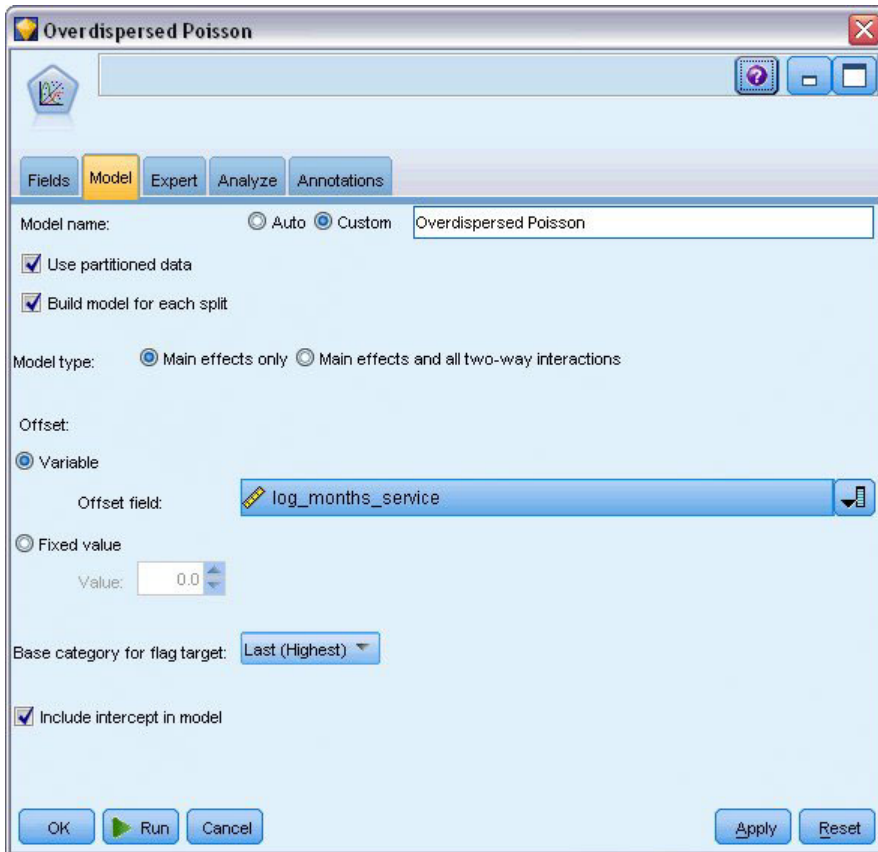 Overdispersed Poisson
?
Fields Model Expert Analyze Annotations
Model name: Auto Custom Overdispersed Poisson
Use partitioned data
Build model for each split
Model type: Main effects only Main effects and all two-way interactions
Offset:
Variable
Offset field: log_months_service
Fixed value
Value: 0.0
Base category for flag target: Last (Highest)
Include intercept in model
OK Run Cancel Apply Reset